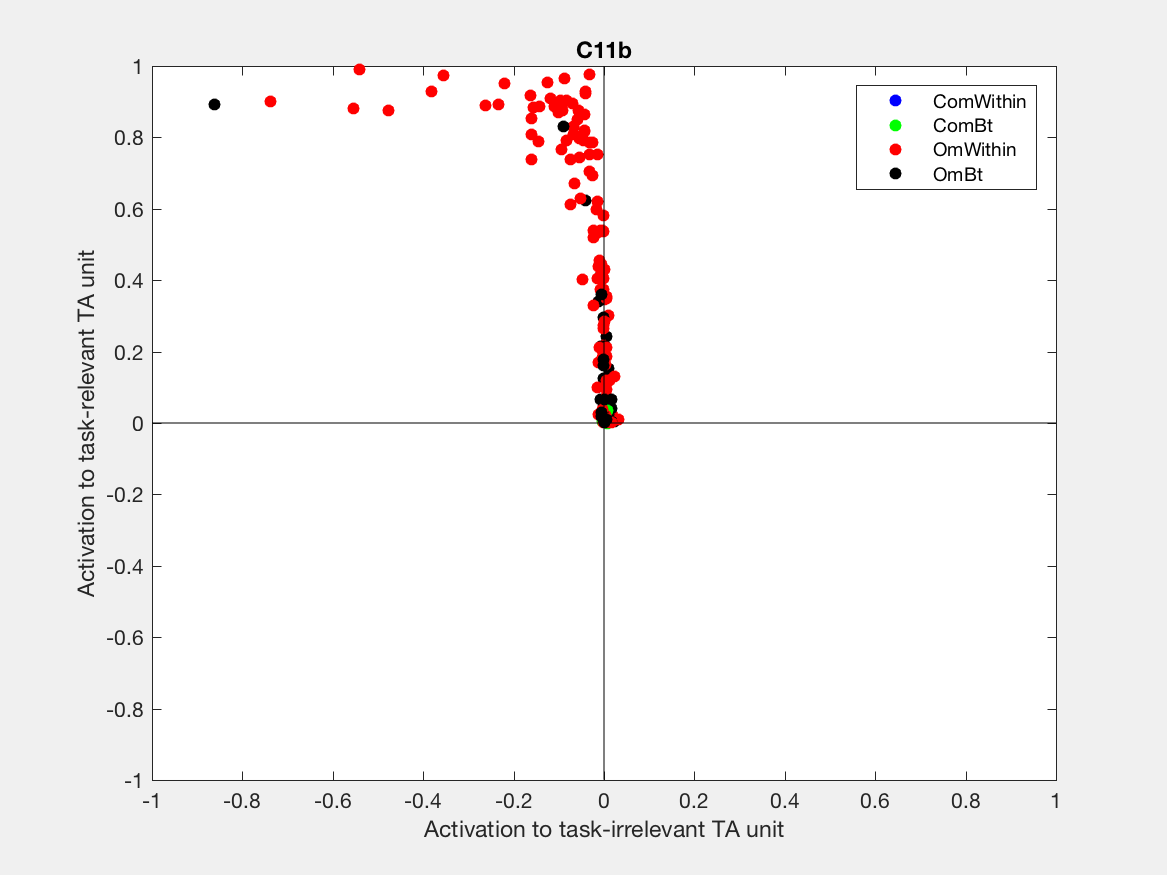 C11b
1
0.8
0.6
0.4
0.2
0
-0.2
-0.4
-0.6
-0.8
-1
Activation to task-relevant TA unit
ComWithin
ComBt
OmWithin
OmBt
-1 -0.8 -0.6 -0.4 -0.2 0 0.2 0.4 0.6 0.8 1
Activation to task-irrelevant TA unit